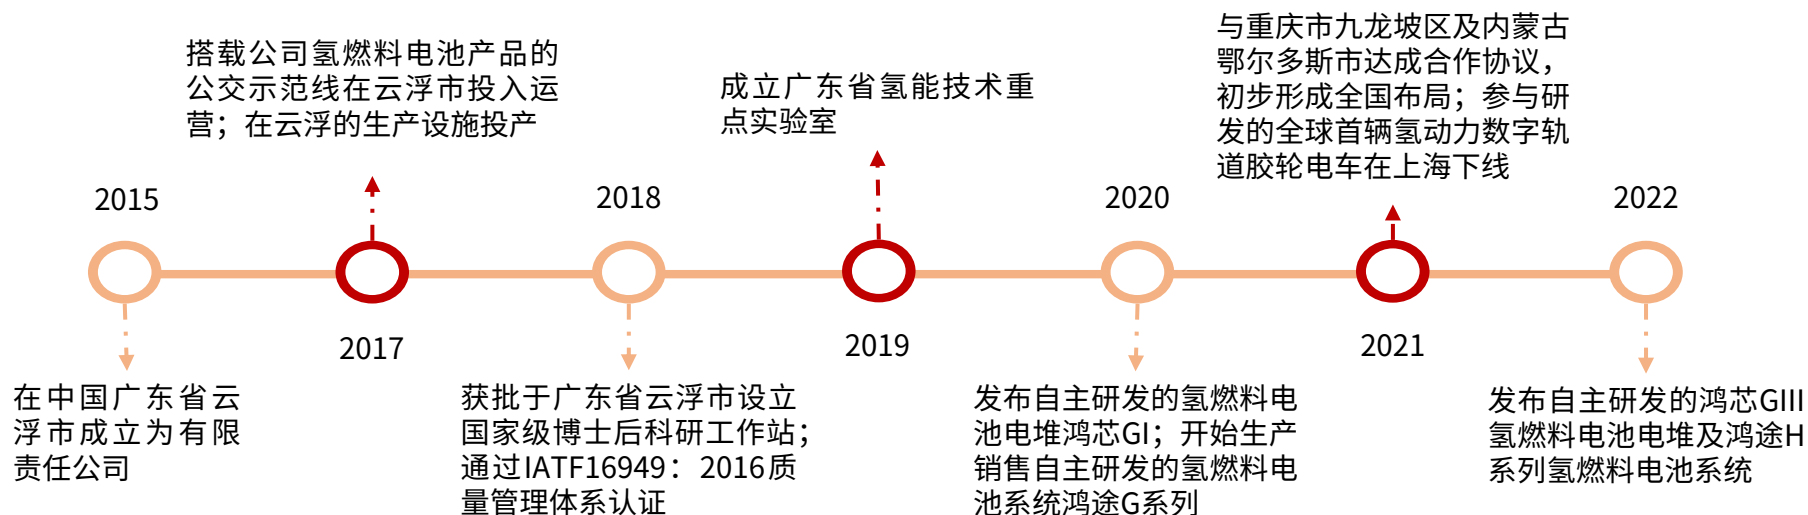 2015
在中国广东省云
浮市成立为有限
责任公司
搭载公司氢燃料电池产品的
公交示范线在云浮市投入运
营；在云浮的生产设施投产
2017
2018
获批于广东省云浮市设立
国家级博士后科研工作站；
通过IATF16949：2016质
量管理体系认证
成立广东省氢能技术重
点实验室
2019
2020
发布自主研发的氢燃料电
池电堆鸿芯GI；开始生产
销售自主研发的氢燃料电
池系统鸿途G系列
与重庆市九龙坡区及内蒙古
鄂尔多斯市达成合作协议，
初步形成全国布局；参与研
发的全球首辆氢动力数字轨
道胶轮电车在上海下线
2021
2022
发布自主研发的鸿芯GIII
氢燃料电池电堆及鸿途H
系列氢燃料电池系统